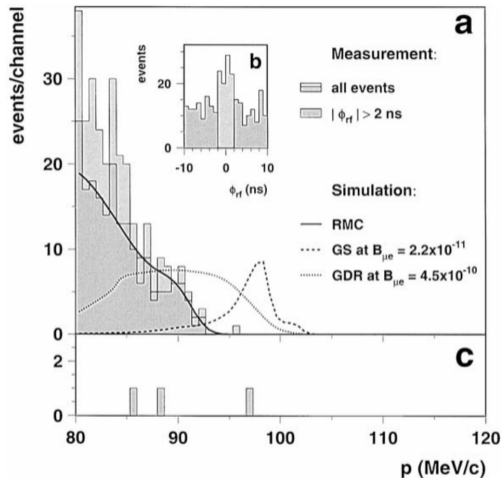 a
events/channel
30
20
10
0
events
20
0
b
-10
0
10
ϕrf (ns)
Measurement:
all events
| ϕrf | > 2 ns
Simulation:
RMC
GS at Bμe = 2.2x10-11
GDR at Bμe = 4.5x10-10
c
2
0
80
90
100
110
120
p (MeV/c)